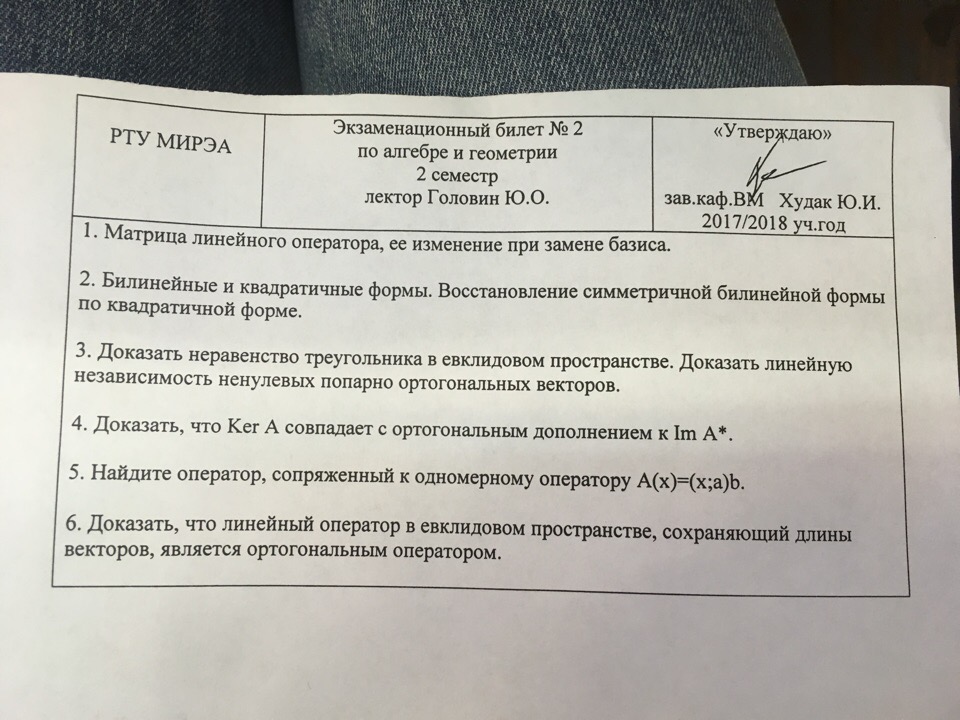 РТУ МИРЭА
Экзаменационный билет № 2
по алгебре и геометрии
2 семестр
лектор Головин Ю.О.
«Утверждаю»
зав.каф.ВМ Худак Ю.И.
2017/2018 уч.год
1. Матрица линейного оператора, ее изменение при замене базиса.
2. Билинейные и квадратичные формы. Восстановление симметричной билинейной формы
по квадратичной форме.
3. Доказать неравенство треугольника в евклидовом пространстве. Доказать линейную
независимость ненулевых попарно ортогональных векторов.
4. Доказать, что Ker A совпадает с ортогональным дополнением к Im A*.
5. Найдите оператор, сопряженный к одномерному оператору A(x)=(x;a)b.
6. Доказать, что линейный оператор в евклидовом пространстве, сохраняющий длины
векторов, является ортогональным оператором.